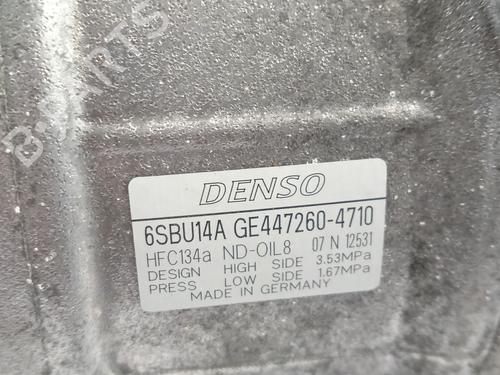 B-PARTS
DENSO
6SBU14A GE447260-4710
HFC134a ND-OIL8 07 N 12531
DESIGN HIGH SIDE 3.53MPa
PRESS LOW SIDE 1.67MPa
MADE IN GERMANY